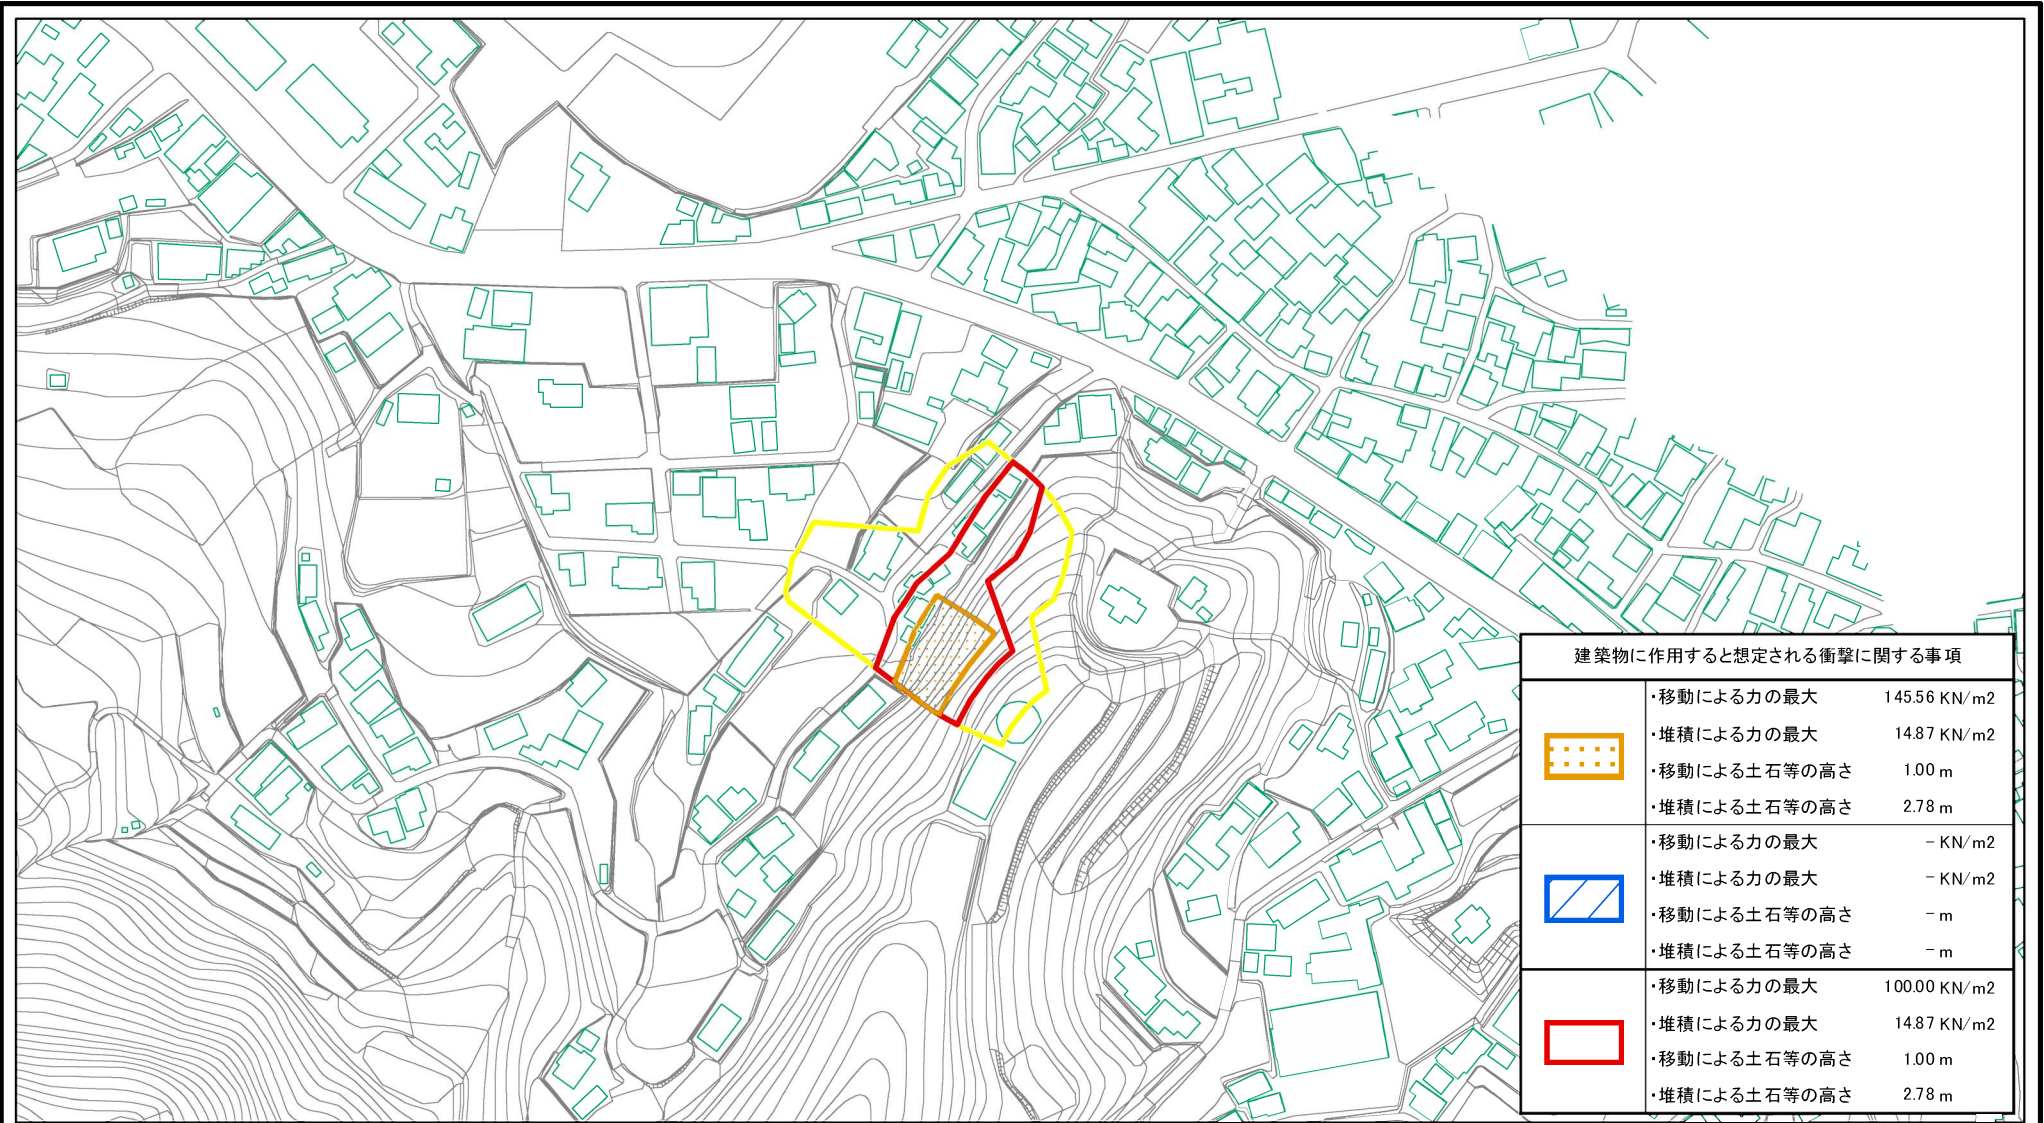 建築物に作用すると想定される衝撃に関する事項
・移動による力の最大 145.56 KN/m2
・堆積による力の最大 14.87 KN/m2
・移動による土石等の高さ 1.00 m
・堆積による土石等の高さ 2.78 m
・移動による力の最大 - KN/m2
・堆積による力の最大 - KN/m2
・移動による土石等の高さ - m
・堆積による土石等の高さ - m
・移動による力の最大 100.00 KN/m2
・堆積による力の最大 14.87 KN/m2
・移動による土石等の高さ 1.00 m
・堆積による土石等の高さ 2.78 m